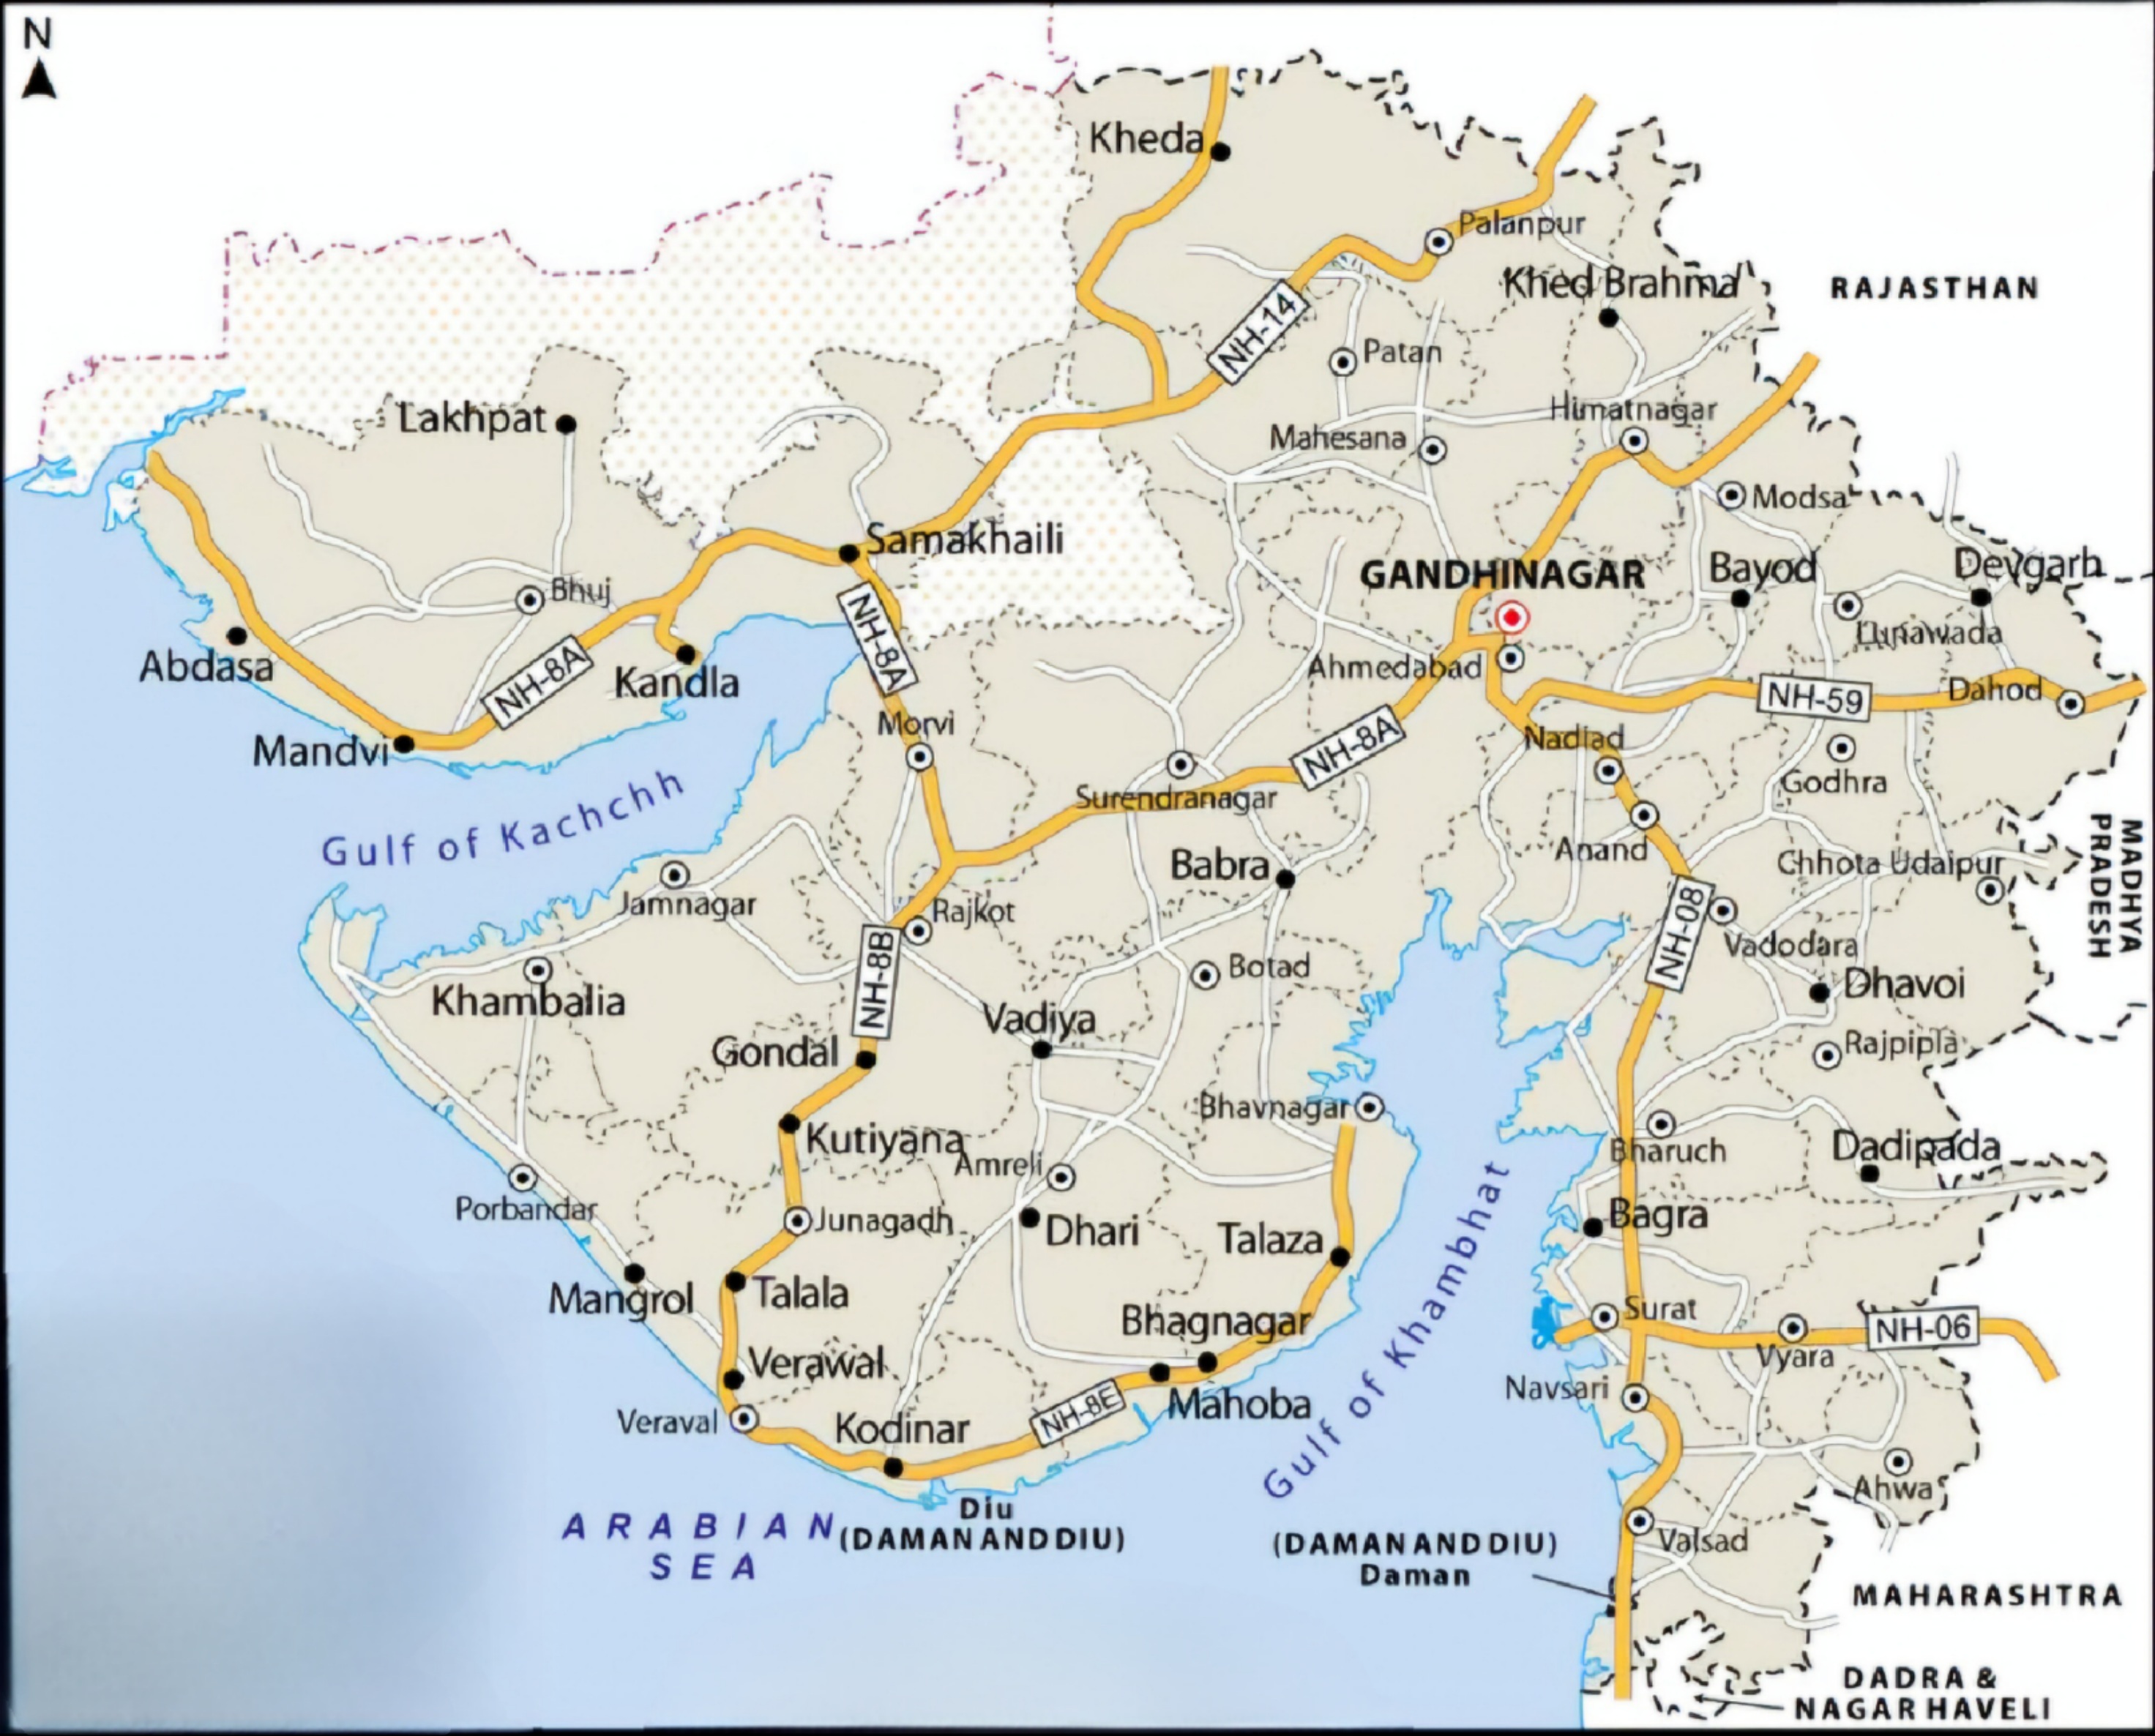 N
Kheda
Palanpur
Khed Brahma
RAJASTHAN
NH-14
Patan
Lakhpat
Himatnagar
Mahesana
Modsa
Samakhaili
GANDHINAGAR
Bayod
Devgarh
Bhuj
Lunawada
Abdasa
NH-8A
Kandla
NH-8A
Ahmedabad
NH-59
Dahod
Mandvi
Morvi
NH-8A
Nadiad
Godhra
Gulf of Kachchh
Surendranagar
Anand
Chhota Udaipur
MADHYA
PRADESH
Babra
Jamnagar
Rajkot
NH-08
Vadodara
Khambalia
NH-8B
Botad
Dhavoi
Vadiya
Gondal
Rajpipla
Kutiyana
Bhavnagar
Bharuch
Dadipada
Amreli
Porbandar
Junagadh
Dhari
Talaza
Bagra
Mangrol
Talala
Bhagnagar
Gulf of Khambhat
Surat
NH-06
Vyara
Verawal
Mahoba
Navsari
Veraval
Kodinar
NH-8E
Ahwa
ARABIAN
SEA
Diu
(DAMAN AND DIU)
(DAMAN AND DIU)
Daman
Valsad
MAHARASHTRA
DADRA &
NAGAR HAVELI